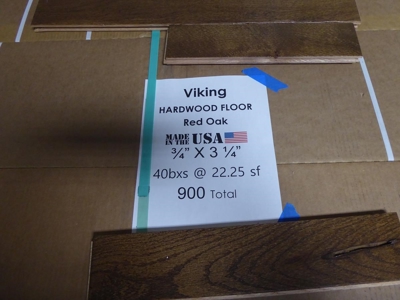 Viking
HARDWOOD FLOOR
Red Oak
MADE IN THE USA
¾" X 3 ¼"
40bxs @ 22.25 sf
900 Total